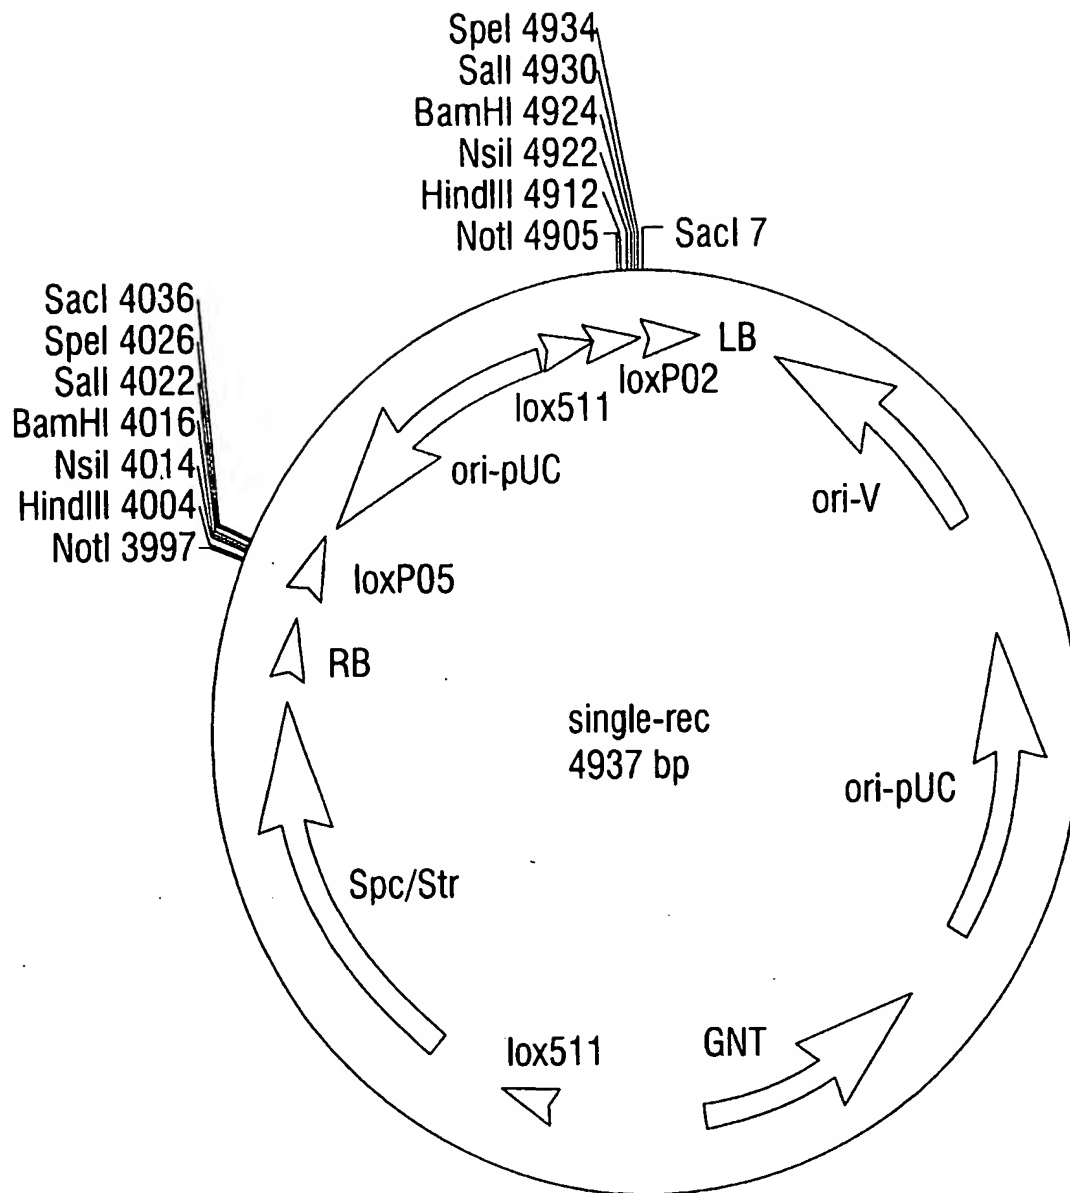 SpeI 4934
SalI 4930
BamHI 4924
NsiI 4922
HindIII 4912
NotI 4905
SacI 7
SacI 4036
SpeI 4026
SalI 4022
BamHI 4016
NsiI 4014
HindIII 4004
NotI 3997
LB
loxP02
lox511
ori-pUC
ori-V
loxP05
RB
single-rec
4937 bp
ori-pUC
Spc/Str
lox511
GNT